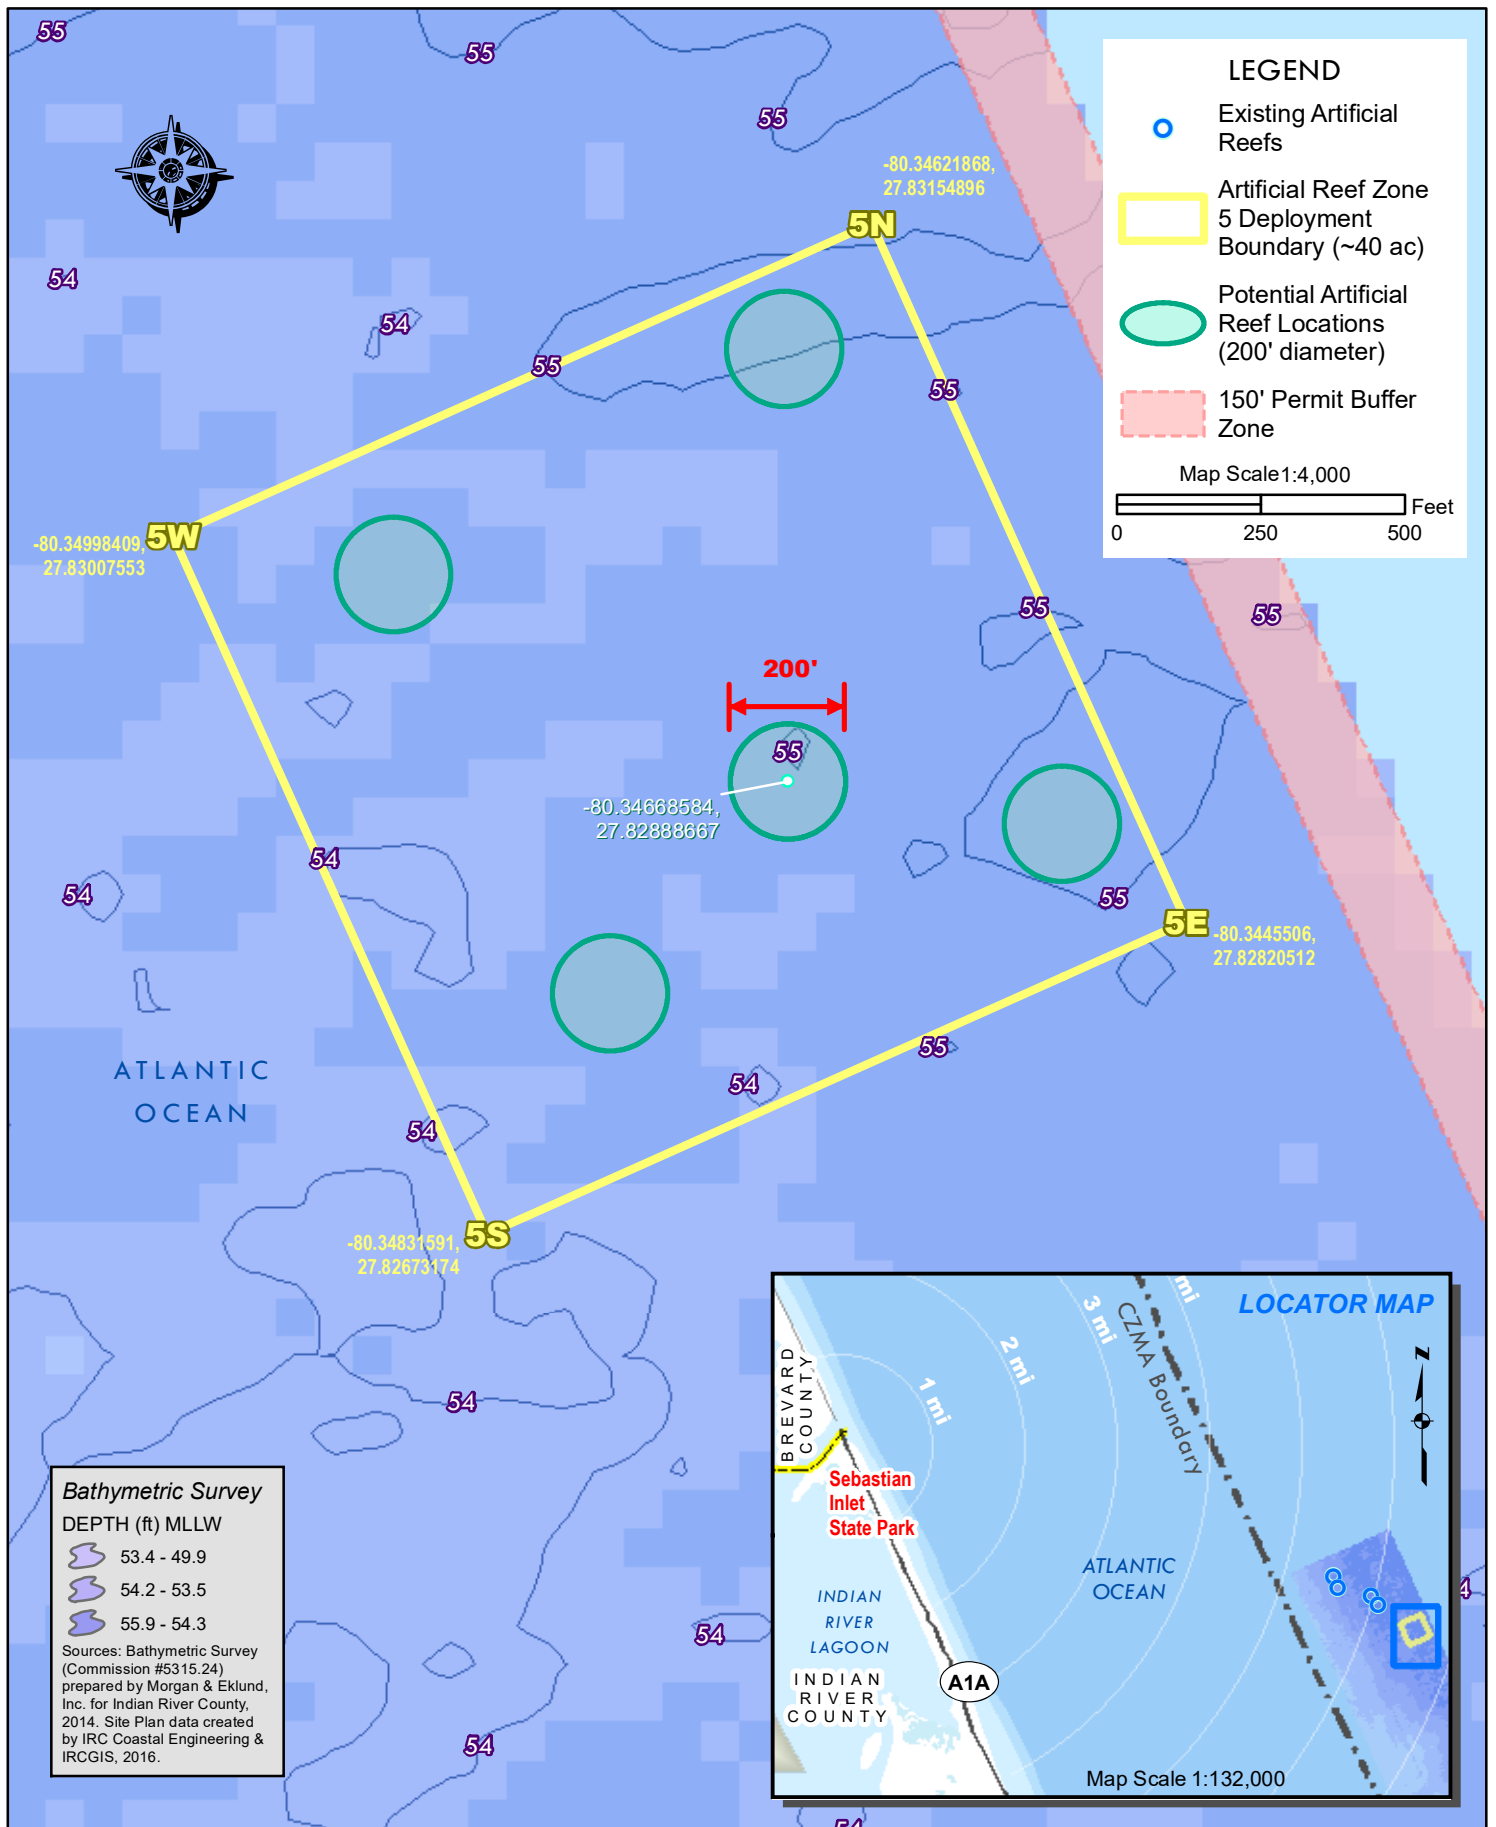 55
55
55
-80.34621868,
27.83154896
5N
54
54
55
55
5W
-80.34998409,
27.83007553
55
55
200'
55
-80.34668584,
27.82888667
54
54
55
5E
-80.3445506,
27.82820512
55
54
54
ATLANTIC
OCEAN
5S
-80.34831591,
27.82673174
54
54
54
54
4
LEGEND
Existing Artificial
Reefs
Artificial Reef Zone
5 Deployment
Boundary (~40 ac)
Potential Artificial
Reef Locations
(200' diameter)
150' Permit Buffer
Zone
Map Scale 1:4,000
Feet
0 250 500
Bathymetric Survey
DEPTH (ft) MLLW
53.4 - 49.9
54.2 - 53.5
55.9 - 54.3
Sources: Bathymetric Survey
(Commission #5315.24)
prepared by Morgan & Eklund,
Inc. for Indian River County,
2014. Site Plan data created
by IRC Coastal Engineering &
IRCGIS, 2016.
LOCATOR MAP
N
mi
3 mi
2 mi
1 mi
CZMA Boundary
BREVARD
COUNTY
Sebastian
Inlet
State Park
ATLANTIC
OCEAN
INDIAN
RIVER
LAGOON
INDIAN
RIVER
COUNTY
A1A
Map Scale 1:132,000